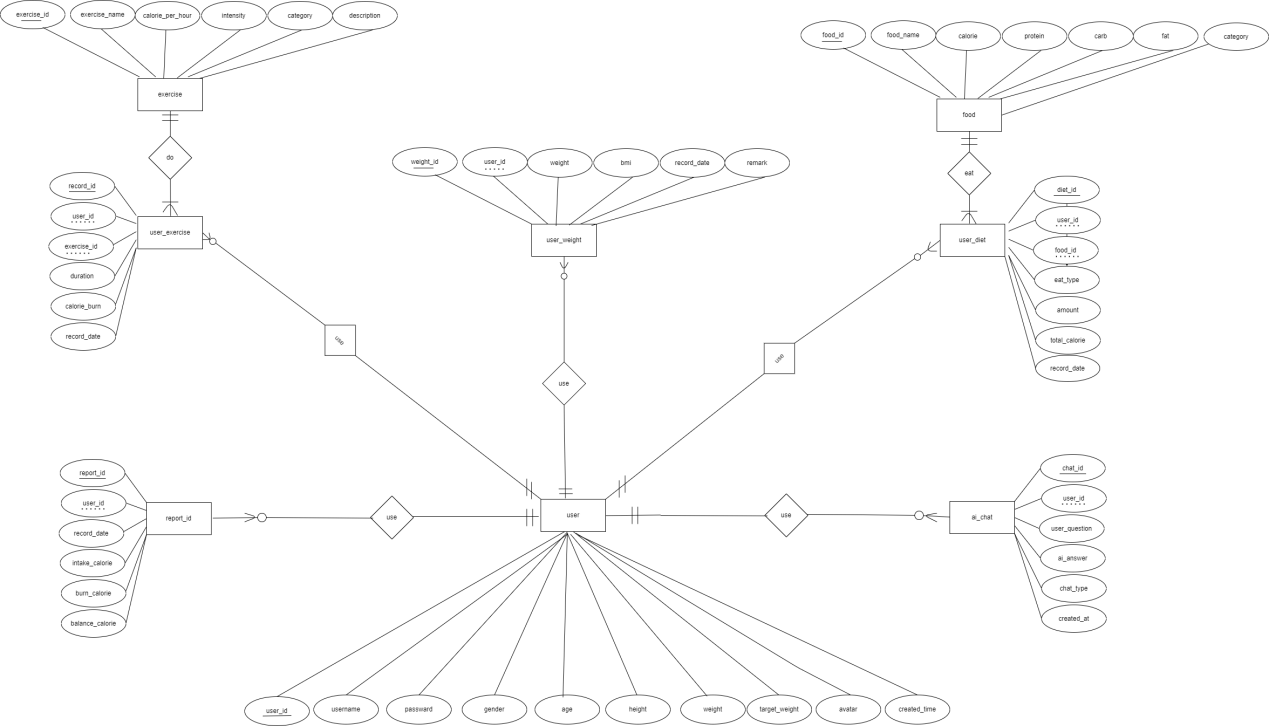 exercise_id
exercise_name
calorie_per_hour
intensity
category
description
exercise
do
record_id
user_id
exercise_id
duration
calorie_burn
record_date
user_exercise
use
weight_id
user_id
weight
bmi
record_date
remark
user_weight
use
food_id
food_name
calorie
protein
carb
fat
category
food
eat
diet_id
user_id
food_id
eat_type
amount
total_calorie
record_date
user_diet
use
report_id
user_id
record_date
intake_calorie
burn_calorie
balance_calorie
report_id
use
user
use
ai_chat
chat_id
user_id
user_question
ai_answer
chat_type
created_at
user_id
username
passward
gender
age
height
weight
target_weight
avatar
created_time